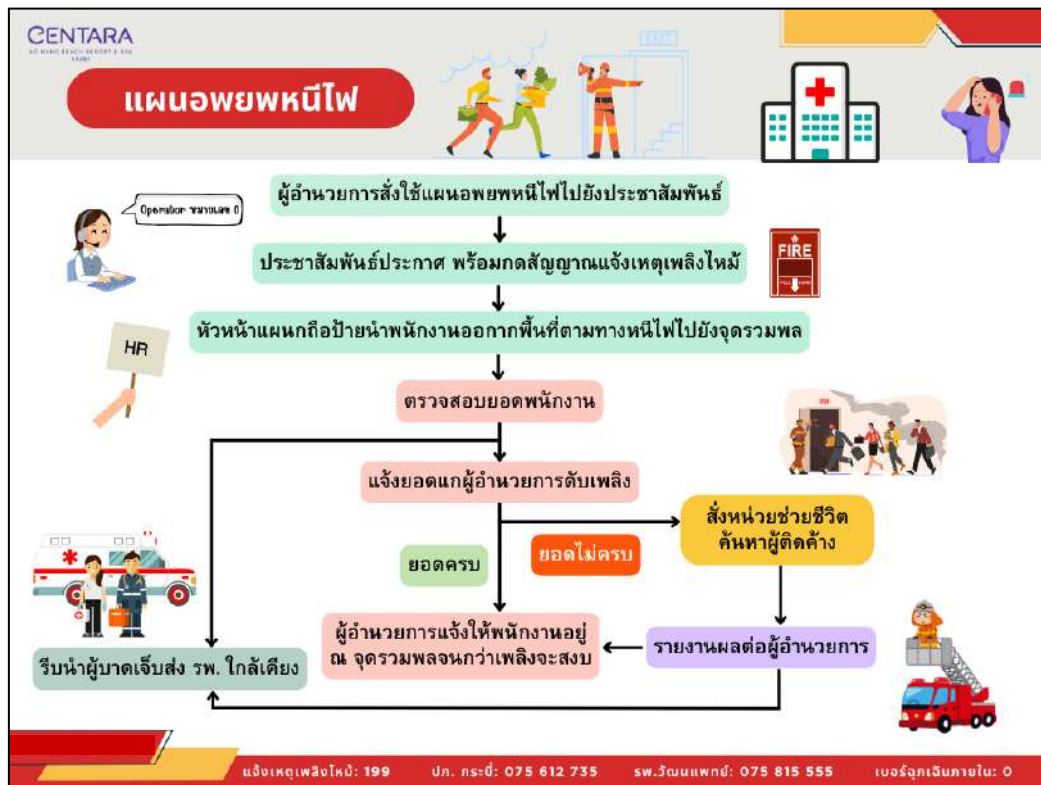 CENTARA
AO NANG BEACH RESORT & SPA
KRABI
แผนอพยพหนีไฟ
EXIT
ผู้อำนวยการสั่งใช้แผนอพยพหนีไฟไปยังประชาสัมพันธ์
Operator หมายเลข 0
ประชาสัมพันธ์ประกาศ พร้อมกดสัญญาณแจ้งเหตุเพลิงไหม้
FIRE
PULL DOWN
หัวหน้าแผนกถือป้ายนำพนักงานออกากพื้นที่ตามทางหนีไฟไปยังจุดรวมพล
HR
ตรวจสอบยอดพนักงาน
แจ้งยอดแกผู้อำนวยการดับเพลิง
สั่งหน่วยช่วยชีวิต
ค้นหาผู้ติดค้าง
ยอดไม่ครบ
ยอดครบ
ผู้อำนวยการแจ้งให้พนักงานอยู่
ณ จุดรวมพลจนกว่าเพลิงจะสงบ
รายงานผลต่อผู้อำนวยการ
รีบนำผู้บาดเจ็บส่ง รพ. ใกล้เคียง
แจ้งเหตุเพลิงไหม้: 199 ปภ. กระบี่: 075 612 735 รพ.วัฒนแพทย์: 075 815 555 เบอร์ฉุกเฉินภายใน: 0